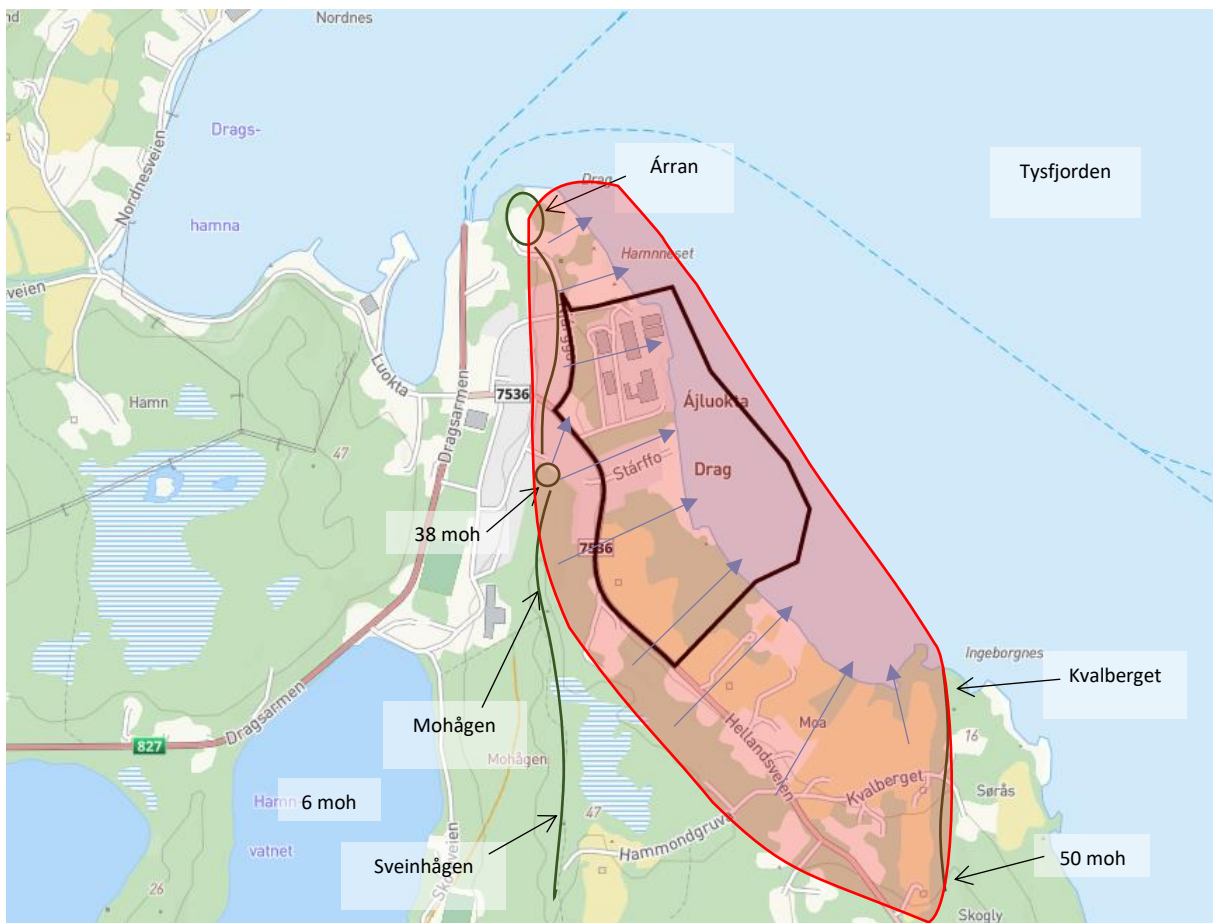 Nordnes
Nordnesveien
Drags-
hamna
Árran
Drag
Tysfjorden
Hamnneset
veien
Luokta
7536
Ájluokta
Hamn
47
Dragsarmen
Stárffo
Drag
38 moh
7536
Ingeborgnes
Kvalberget
Mohågen
Moa
16
827
Dragsarmen
Mohågen
Hellandsveien
Kvalberget
Sørås
Hamn
6 moh
vatnet
47
Hammondgruva
Sveinhågen
50 moh
26
Skogly